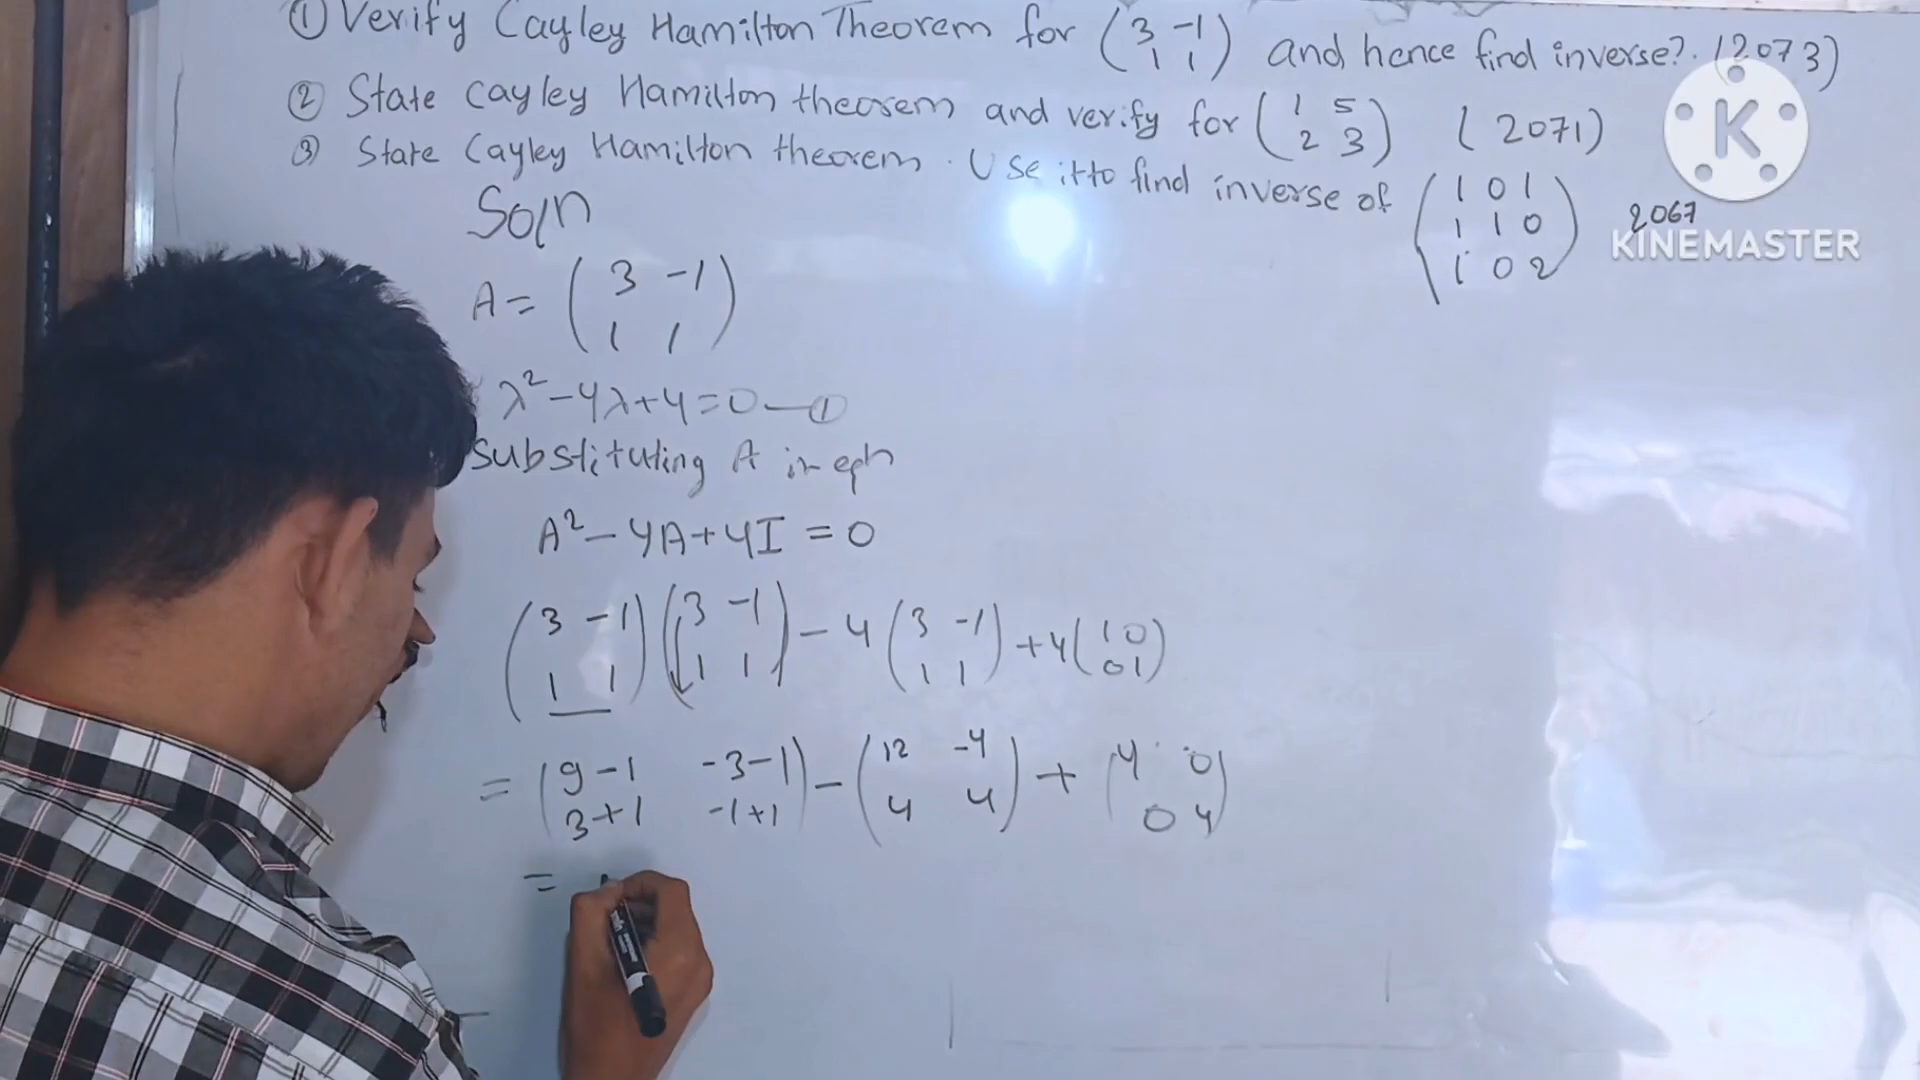 ① Verify Cayley Hamilton Theorem for (3 -1
1 1) and hence find inverse?. (2073)
② State Cayley Hamilton theorem and verify for (1 5
2 3) (2071)
③ State Cayley Hamilton theorem. Use it to find inverse of (1 0 1
1 1 0
1 0 2) 2067
K
KINEMASTER
Soln
A = (3 -1
1 1)
λ² - 4λ + 4 = 0 — ①
Substituting A in eqn
A² - 4A + 4I = 0
(3 -1
1 1) (3 -1
1 1) - 4 (3 -1
1 1) + 4 (1 0
0 1)
= (9-1 -3-1
3+1 -1+1) - (12 -4
4 4) + (4 0
0 4)
=